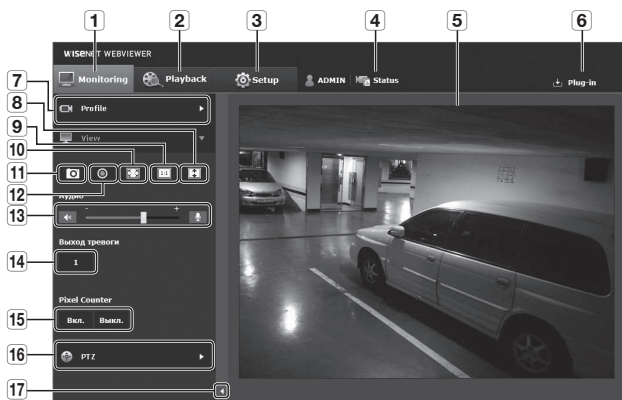 1 2 3 4 5 6
WISENET WEBVIEWER
Monitoring Playback Setup ADMIN Status Plug-in
7 Profile
8
9 View
10
11 1:1
12
Аудио
13 - +
Выход тревоги
14 1
Pixel Counter
15 Вкл. Выкл.
16 PTZ
17